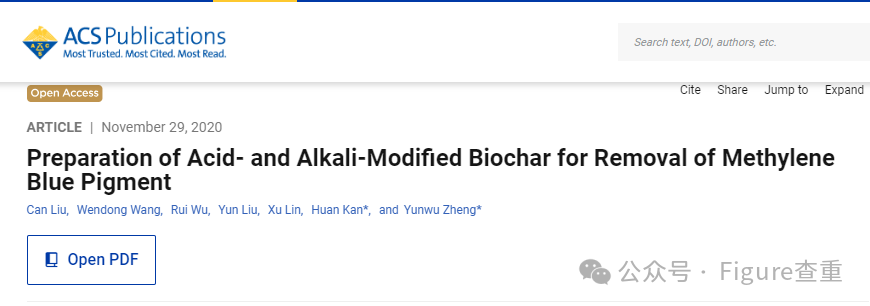 ACS Publications
Most Trusted. Most Cited. Most Read.
Search text, DOI, authors, etc.
Open Access
Cite Share Jump to Expand
ARTICLE | November 29, 2020
Preparation of Acid- and Alkali-Modified Biochar for Removal of Methylene
Blue Pigment
Can Liu, Wendong Wang, Rui Wu, Yun Liu, Xu Lin, Huan Kan*, and Yunwu Zheng*
Open PDF
公众号 · Figure查重